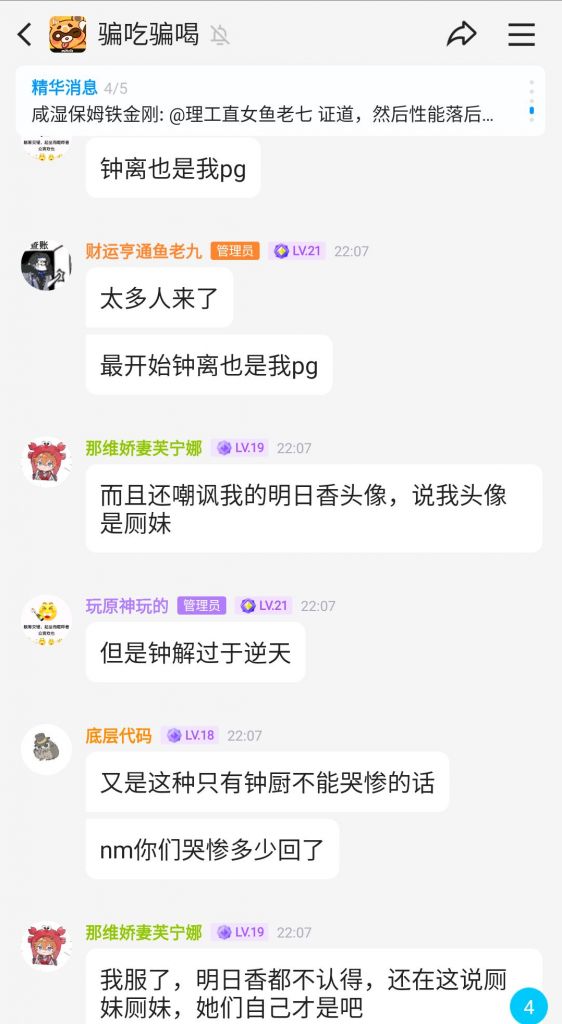 骗吃骗喝
精华消息 4/5
咸湿保姆铁金刚: @理工直女鱼老七 证道，然后性能落后...
钟离也是我pg
财运亨通鱼老九 管理员 LV.21 22:07
太多人来了
最开始钟离也是我pg
那维娇妻芙宁娜 LV.19 22:07
而且还嘲讽我的明日香头像，说我头像
是厕妹
玩原神玩的 管理员 LV.21 22:07
但是钟解过于逆天
底层代码 LV.18 22:07
又是这种只有钟厨不能哭惨的话
nm你们哭惨多少回了
那维娇妻芙宁娜 LV.19 22:07
我服了，明日香都不认得，还在这说厕
妹厕妹，她们自己才是吧
4